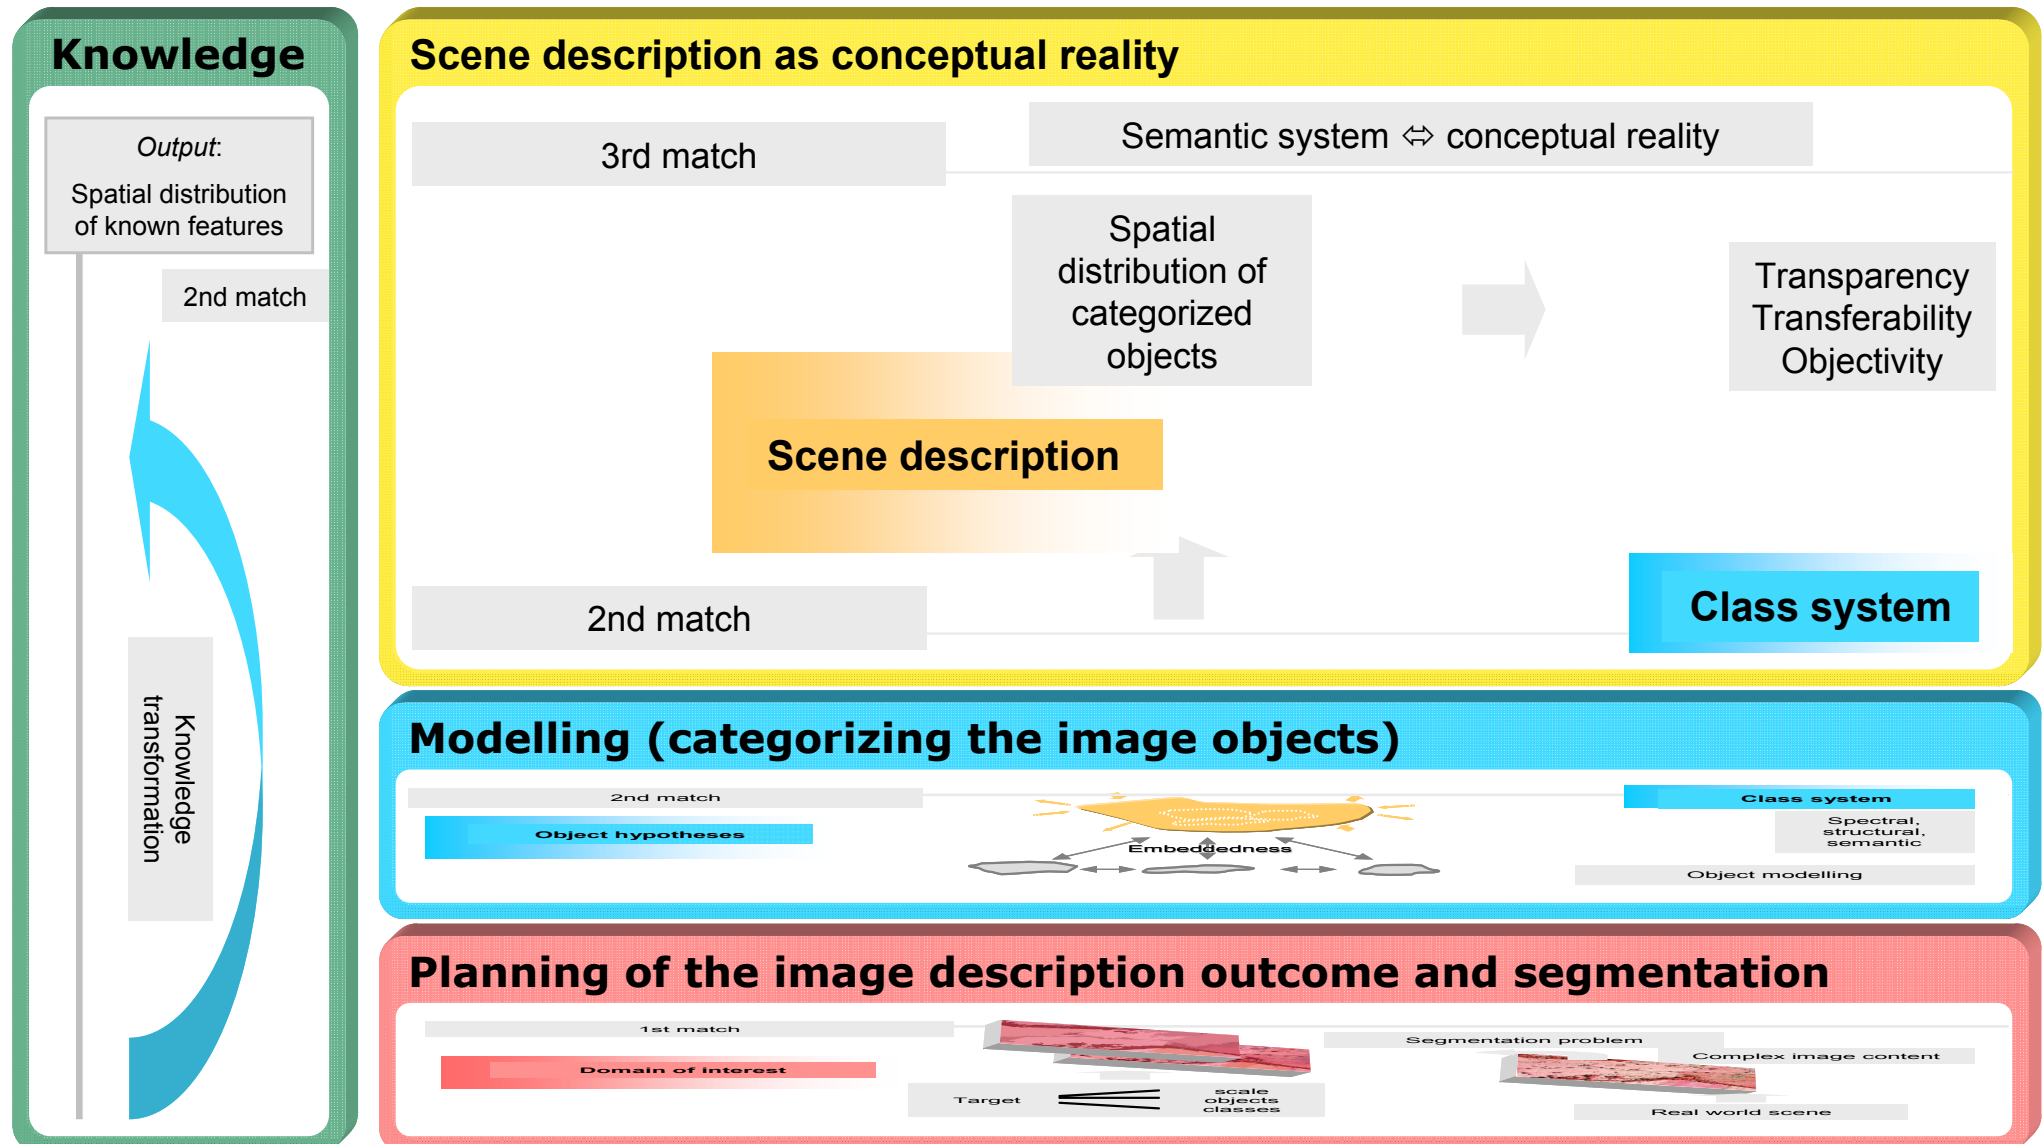 Knowledge
Output:
Spatial distribution
of known features
2nd match
Knowledge
transformation
Scene description as conceptual reality
3rd match
Semantic system ⇔ conceptual reality
Spatial
distribution of
categorized
objects
Transparency
Transferability
Objectivity
Scene description
2nd match
Class system
Modelling (categorizing the image objects)
2nd match
Class system
Object hypotheses
Spectral,
structural,
semantic
Embeddedness
Object modelling
Planning of the image description outcome and segmentation
1st match
Segmentation problem
Complex image content
Domain of interest
Target
scale
objects
classes
Real world scene